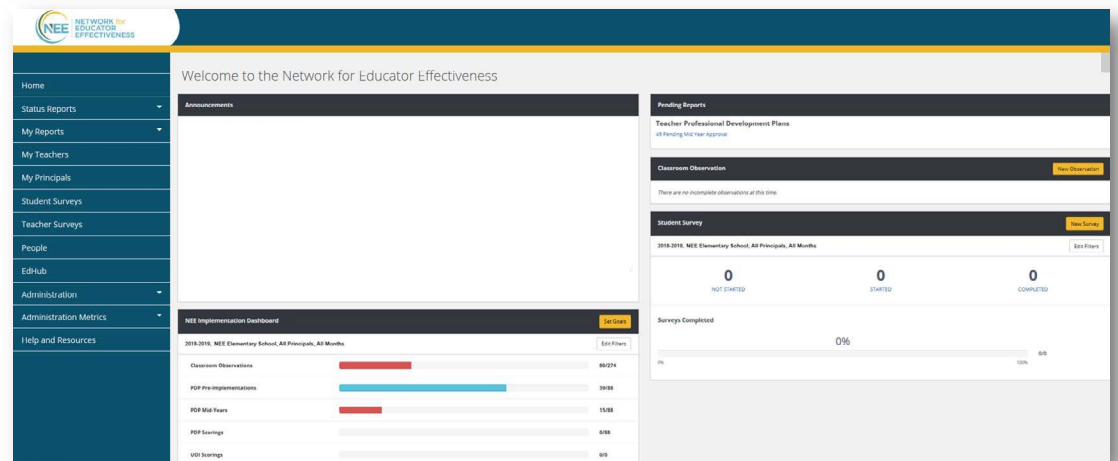 NEE
NETWORK for
EDUCATOR
EFFECTIVENESS
Home
Status Reports
My Reports
My Teachers
My Principals
Student Surveys
Teacher Surveys
People
EdHub
Administration
Administration Metrics
Help and Resources
Welcome to the Network for Educator Effectiveness
Announcements
NEE Implementation Dashboard
Set Goals
2018-2019, NEE Elementary School, All Principals, All Months
Edit Filters
Classroom Observations
80/274
PDP Pre-Implementations
59/88
PDP Mid-Years
15/88
PDP Scorings
0/88
UOI Scorings
0/0
Pending Reports
Teacher Professional Development Plans
Pending Mid Year Approval
Classroom Observation
New Observation
There are no incomplete observations at this time.
Student Survey
New Survey
2018-2019, NEE Elementary School, All Principals, All Months
Edit Filters
0 0 0
NOT STARTED STARTED COMPLETED
Surveys Completed
0%
0/0
0% 100%